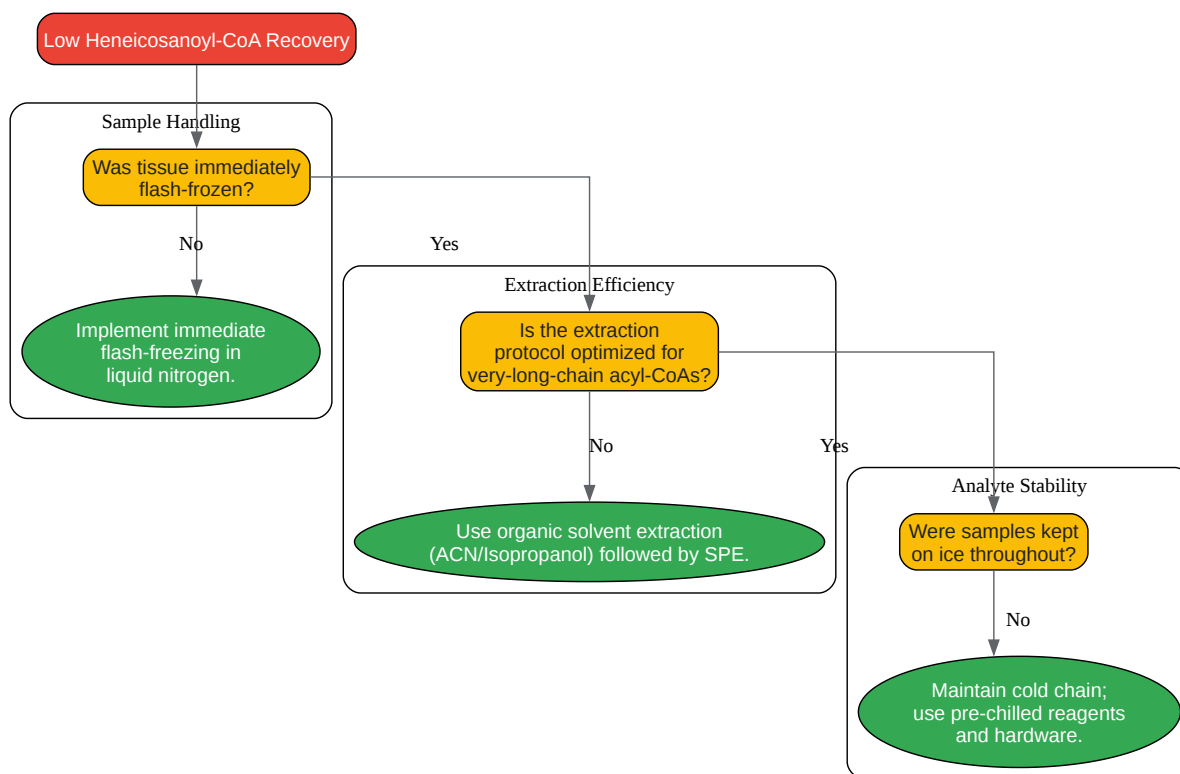 Low Heneicosanoyl-CoA Recovery
Sample Handling
Was tissue immediately
flash-frozen?
No
Yes
Implement immediate
flash-freezing in
liquid nitrogen.
Extraction Efficiency
Is the extraction
protocol optimized for
very-long-chain acyl-CoAs?
No
Yes
Use organic solvent extraction
(ACN/Isopropanol) followed by SPE.
Analyte Stability
Were samples kept
on ice throughout?
No
Maintain cold chain;
use pre-chilled reagents
and hardware.